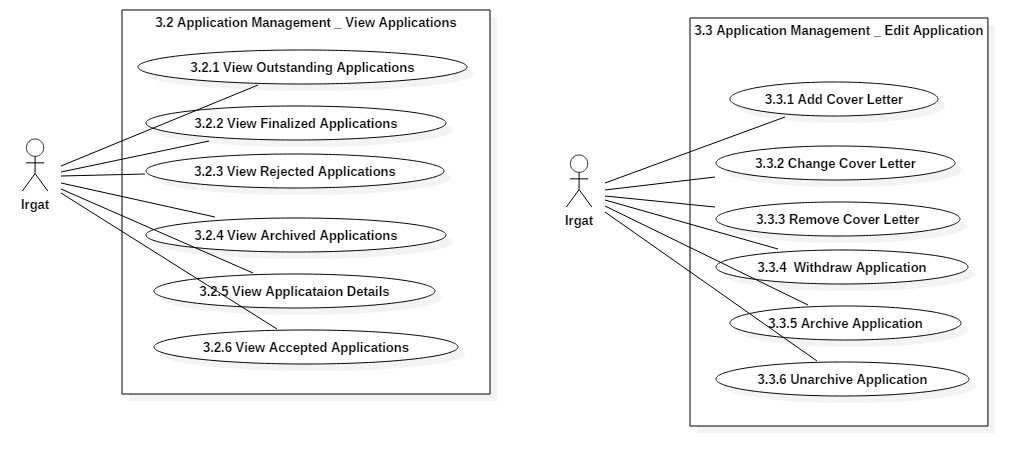 3.2 Application Management _ View Applications
3.2.1 View Outstanding Applications
3.2.2 View Finalized Applications
3.2.3 View Rejected Applications
Irgat
3.2.4 View Archived Applications
3.2.5 View Applicataion Details
3.2.6 View Accepted Applications
3.3 Application Management _ Edit Application
3.3.1 Add Cover Letter
3.3.2 Change Cover Letter
Irgat
3.3.3 Remove Cover Letter
3.3.4 Withdraw Application
3.3.5 Archive Application
3.3.6 Unarchive Application